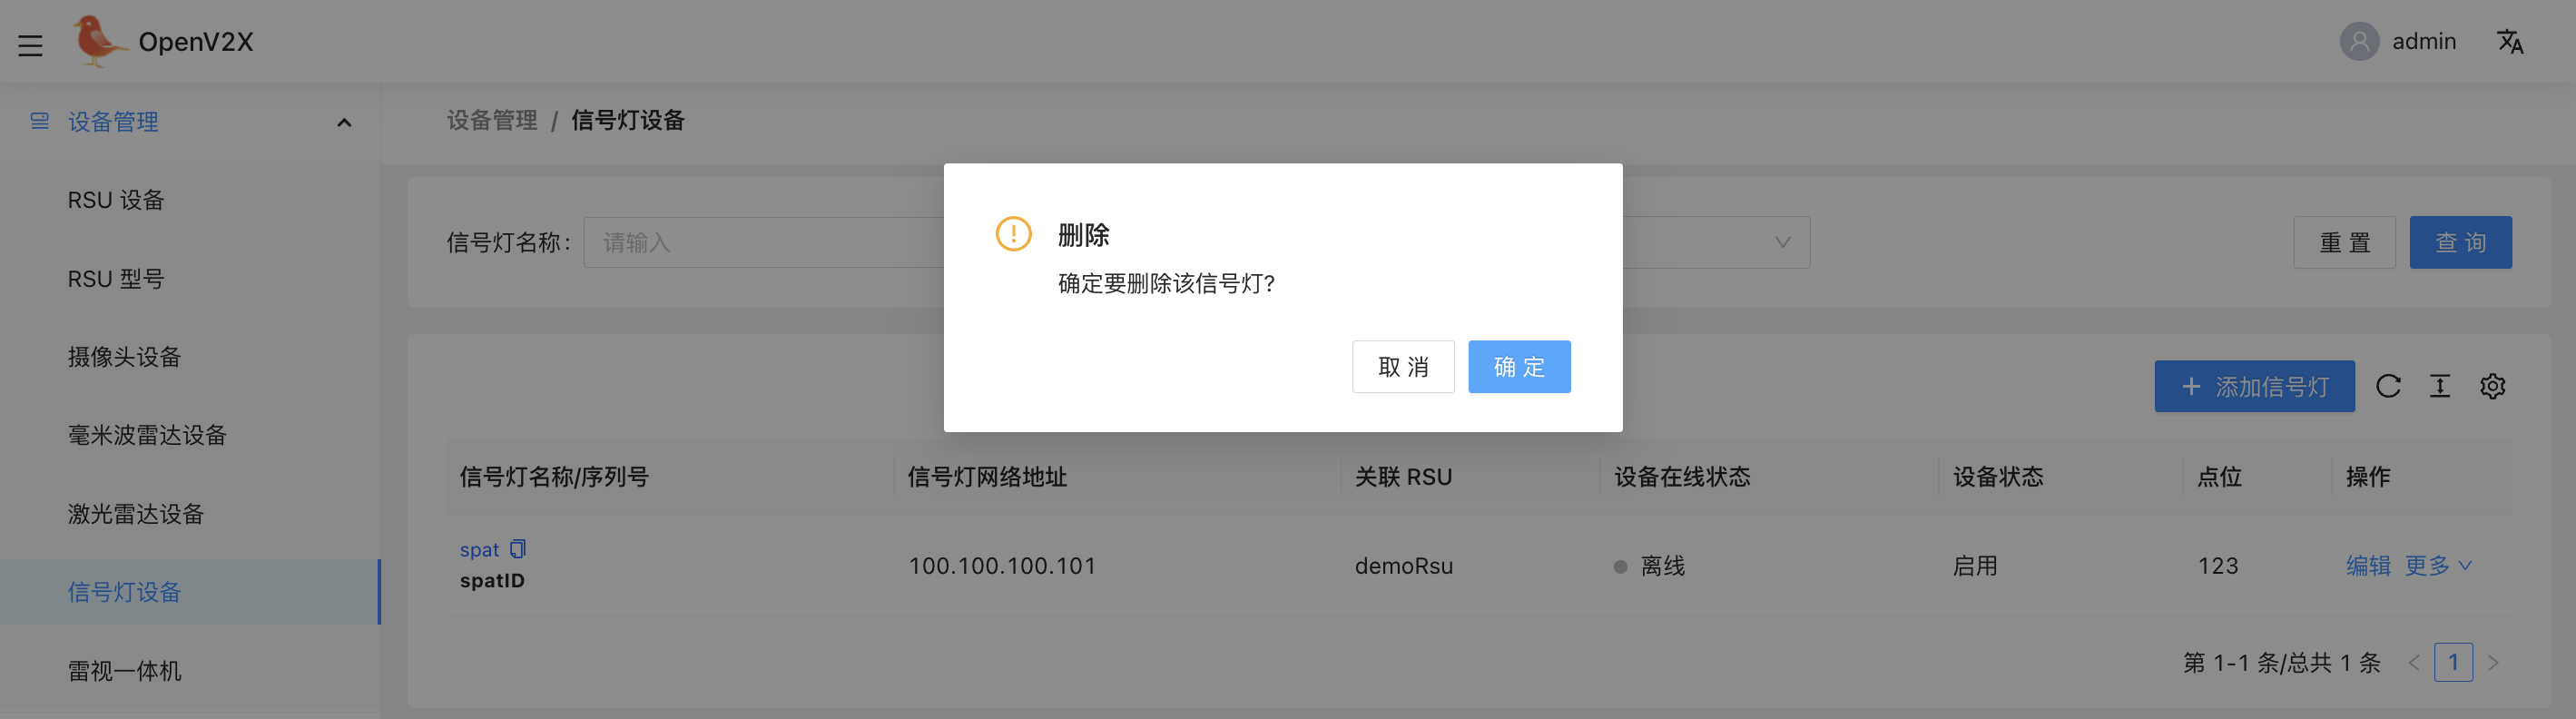 OpenV2X
admin
设备管理
设备管理 / 信号灯设备
RSU 设备
RSU 型号
摄像头设备
毫米波雷达设备
激光雷达设备
信号灯设备
雷视一体机
信号灯名称: 请输入
重 置
查 询
删除
确定要删除该信号灯?
取 消
确 定
+ 添加信号灯
信号灯名称/序列号 信号灯网络地址 关联 RSU 设备在线状态 设备状态 点位 操作
spat
spatID
100.100.100.101 demoRsu 离线 启用 123 编辑 更多
第 1-1 条/总共 1 条 < 1 >